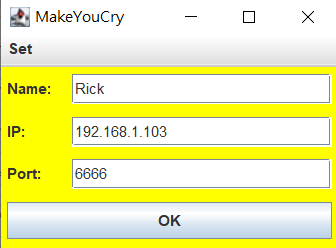 MakeYouCry
Set
Name: Rick
IP: 192.168.1.103
Port: 6666
OK